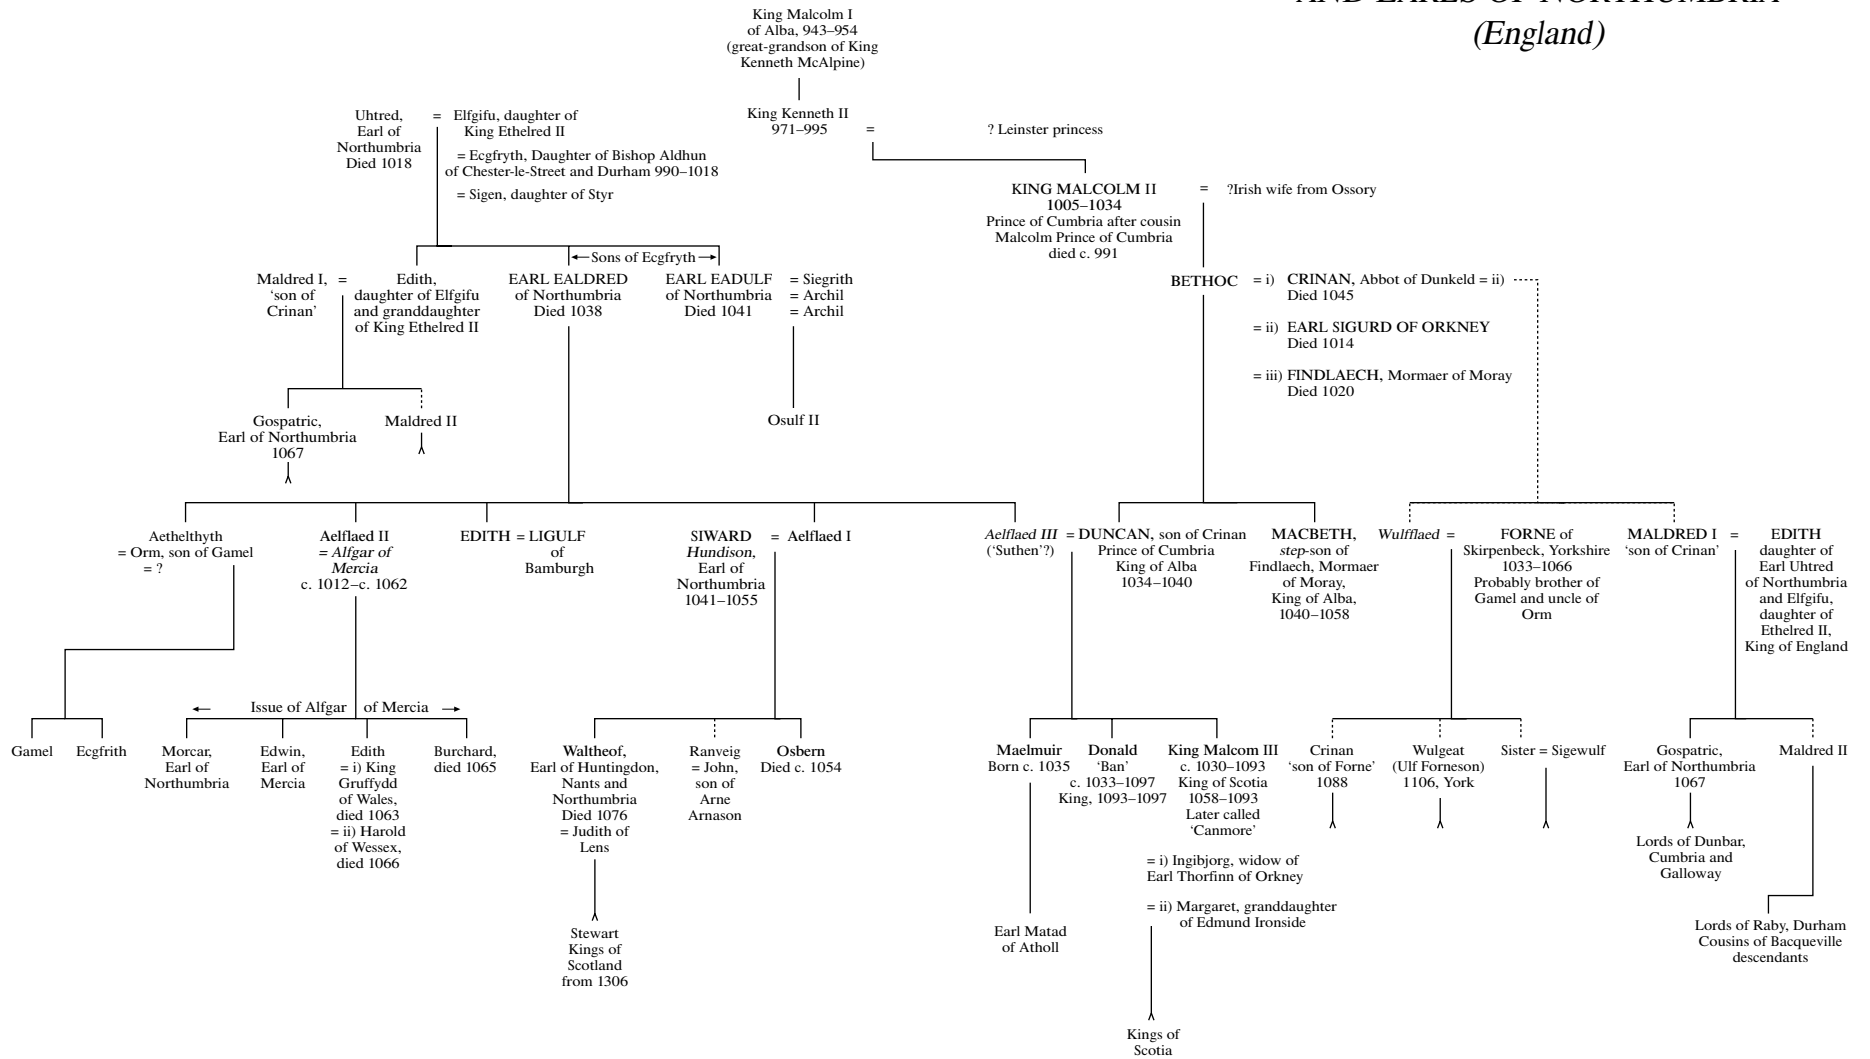 AND EARLS OF NORTHUMBRIA
(England)
King Malcolm I
of Alba, 943–954
(great-grandson of King
Kenneth McAlpine)
Uhtred,
Earl of
Northumbria
Died 1018
= Elfgifu, daughter of
King Ethelred II
= Ecgfryth, Daughter of Bishop Aldhun
of Chester-le-Street and Durham 990–1018
= Sigen, daughter of Styr
King Kenneth II
971–995
=
? Leinster princess
KING MALCOLM II
1005–1034
Prince of Cumbria after cousin
Malcolm Prince of Cumbria
died c. 991
= ?Irish wife from Ossory
Sons of Ecgfryth
Maldred I,
‘son of
Crinan’
=
Edith,
daughter of Elfgifu
and granddaughter
of King Ethelred II
EARL EALDRED
of Northumbria
Died 1038
EARL EADULF
of Northumbria
Died 1041
= Siegrith
= Archil
= Archil
BETHOC
= i) CRINAN, Abbot of Dunkeld = ii)
Died 1045
= ii) EARL SIGURD OF ORKNEY
Died 1014
= iii) FINDLAECH, Mormaer of Moray
Died 1020
Gospatric,
Earl of Northumbria
1067
Maldred II
Osulf II
Aethelthyth
= Orm, son of Gamel
= ?
Aelflaed II
= Alfgar of
Mercia
c. 1012–c. 1062
EDITH = LIGULF
of
Bamburgh
SIWARD
Hundison,
Earl of
Northumbria
1041–1055
= Aelflaed I
Aelflaed III
(‘Suthen’?)
= DUNCAN, son of Crinan
Prince of Cumbria
King of Alba
1034–1040
MACBETH,
step-son of
Findlaech, Mormaer
of Moray,
King of Alba,
1040–1058
Wulfflaed =
FORNE of
Skirpenbeck, Yorkshire
1033–1066
Probably brother of
Gamel and uncle of
Orm
MALDRED I
‘son of Crinan’
=
EDITH
daughter of
Earl Uhtred
of Northumbria
and Elfgifu,
daughter of
Ethelred II,
King of England
Issue of Alfgar of Mercia
Gamel
Ecgfrith
Morcar,
Earl of
Northumbria
Edwin,
Earl of
Mercia
Edith
= i) King
Gruffydd
of Wales,
died 1063
= ii) Harold
of Wessex,
died 1066
Burchard,
died 1065
Waltheof,
Earl of Huntingdon,
Nants and
Northumbria
Died 1076
= Judith of
Lens
Stewart
Kings of
Scotland
from 1306
Ranveig
= John,
son of
Arne
Arnason
Osbern
Died c. 1054
Maelmuir
Born c. 1035
Earl Matad
of Atholl
Donald
‘Ban’
c. 1033–1097
King, 1093–1097
King Malcom III
c. 1030–1093
King of Scotia
1058–1093
Later called
‘Canmore’
= i) Ingibjorg, widow of
Earl Thorfinn of Orkney
= ii) Margaret, granddaughter
of Edmund Ironside
Kings of
Scotia
Crinan
‘son of Forne’
1088
Wulgeat
(Ulf Forneson)
1106, York
Sister = Sigewulf
Gospatric,
Earl of Northumbria
1067
Lords of Dunbar,
Cumbria and
Galloway
Maldred II
Lords of Raby, Durham
Cousins of Bacqueville
descendants